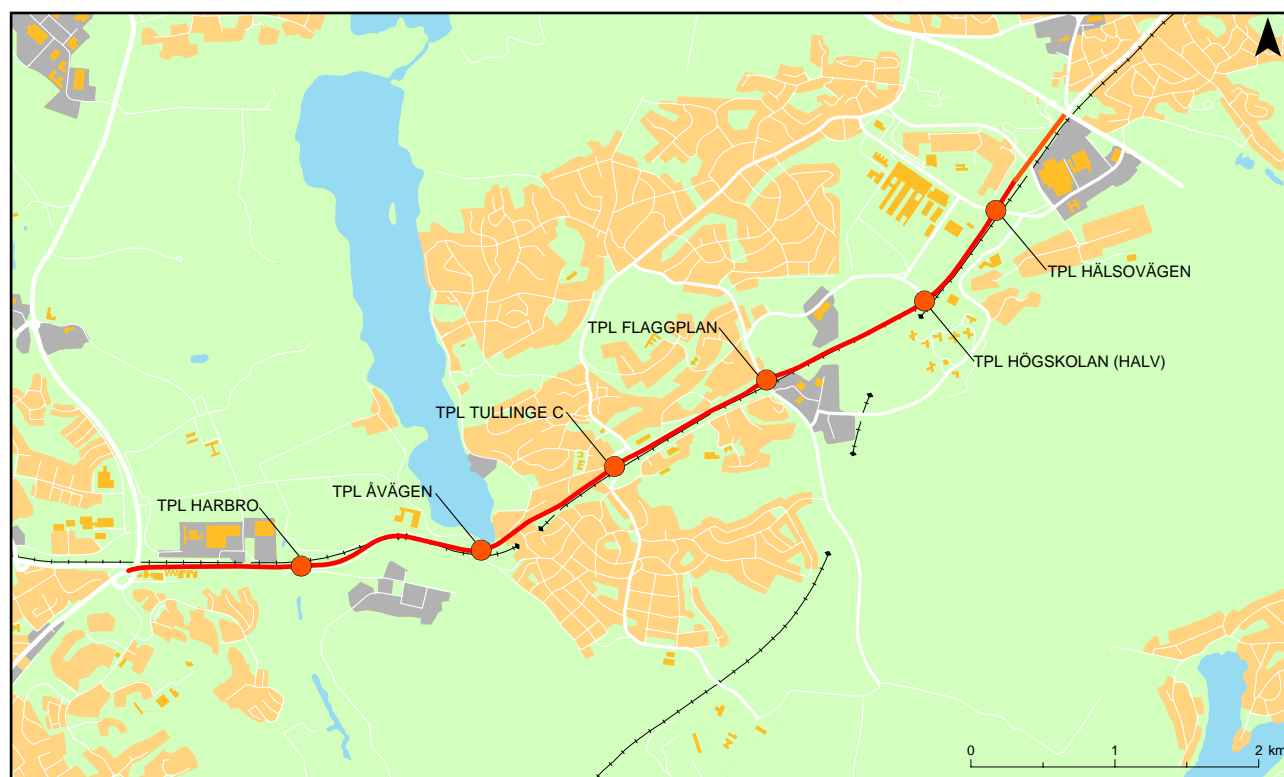 TPL HÄLSOVÄGEN
TPL FLAGGPLAN
TPL HÖGSKOLAN (HALV)
TPL TULLINGE C
TPL ÅVÄGEN
TPL HARBRO
0 1 2 km